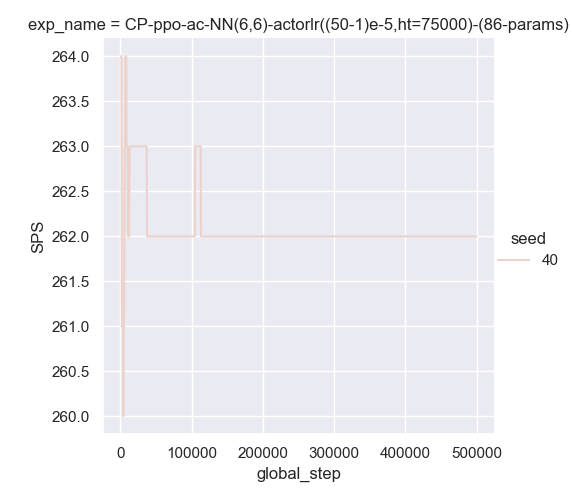 exp_name = CP-ppo-ac-NN(6,6)-actorlr((50-1)e-5,ht=75000)-(86-params)
264.0
263.5
263.0
262.5
262.0
261.5
261.0
260.5
260.0
SPS
0 100000 200000 300000 400000 500000
global_step
seed
40